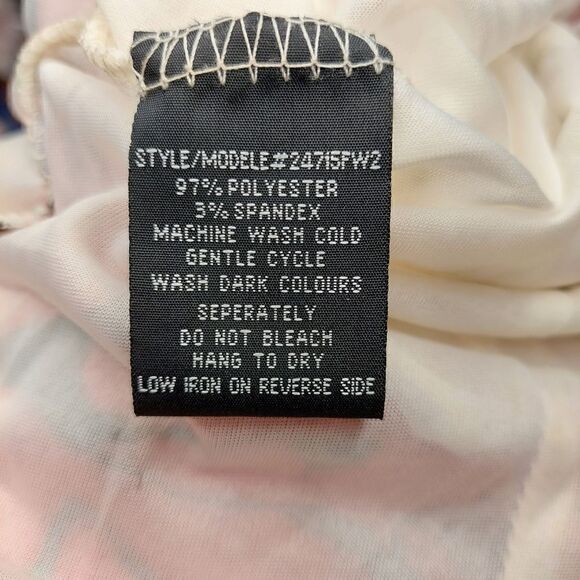 STYLE/MODELE#24715FW2
97% POLYESTER
3% SPANDEX
MACHINE WASH COLD
GENTLE CYCLE
WASH DARK COLOURS
SEPERATELY
DO NOT BLEACH
HANG TO DRY
LOW IRON ON REVERSE SIDE